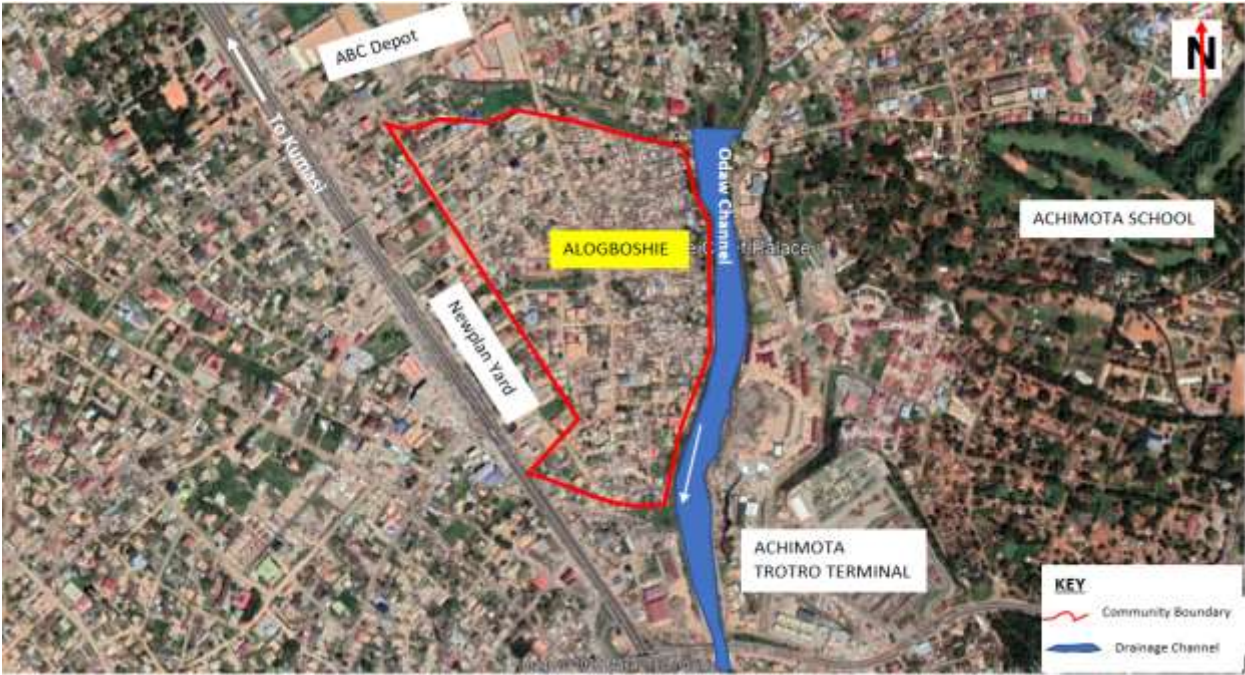 ABC Depot
N
To Kumasi
Odaw Channel
ACHIMOTA SCHOOL
ALOGBOSHIE
Palace
Newplan Yard
ACHIMOTA
TROTRO TERMINAL
KEY
Community Boundary
Drainage Channel